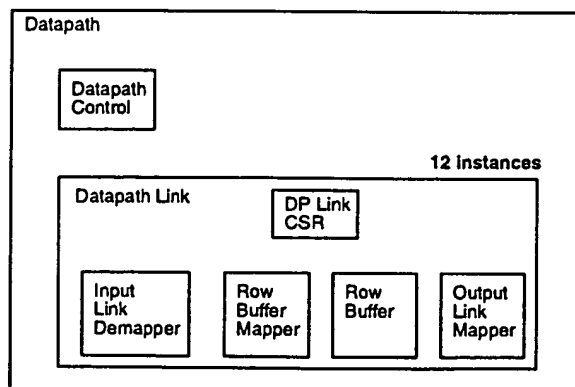 Datapath
Datapath
Control
12 instances
Datapath Link
DP Link
CSR
Input
Link
Demapper
Row
Buffer
Mapper
Row
Buffer
Output
Link
Mapper